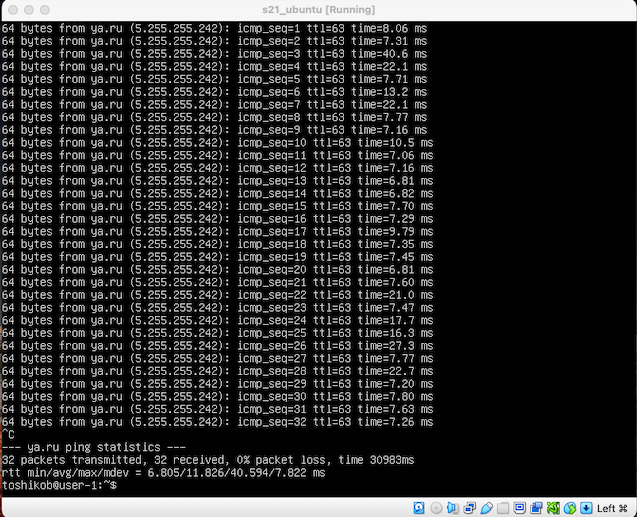 s21_ubuntu [Running]
64 bytes from ya.ru (5.255.255.242): icmp_seq=1 ttl=63 time=8.06 ms
64 bytes from ya.ru (5.255.255.242): icmp_seq=2 ttl=63 time=7.31 ms
64 bytes from ya.ru (5.255.255.242): icmp_seq=3 ttl=63 time=40.6 ms
64 bytes from ya.ru (5.255.255.242): icmp_seq=4 ttl=63 time=22.1 ms
64 bytes from ya.ru (5.255.255.242): icmp_seq=5 ttl=63 time=7.71 ms
64 bytes from ya.ru (5.255.255.242): icmp_seq=6 ttl=63 time=13.2 ms
64 bytes from ya.ru (5.255.255.242): icmp_seq=7 ttl=63 time=22.1 ms
64 bytes from ya.ru (5.255.255.242): icmp_seq=8 ttl=63 time=7.77 ms
64 bytes from ya.ru (5.255.255.242): icmp_seq=9 ttl=63 time=7.16 ms
64 bytes from ya.ru (5.255.255.242): icmp_seq=10 ttl=63 time=10.5 ms
64 bytes from ya.ru (5.255.255.242): icmp_seq=11 ttl=63 time=7.06 ms
64 bytes from ya.ru (5.255.255.242): icmp_seq=12 ttl=63 time=7.16 ms
64 bytes from ya.ru (5.255.255.242): icmp_seq=13 ttl=63 time=6.81 ms
64 bytes from ya.ru (5.255.255.242): icmp_seq=14 ttl=63 time=6.82 ms
64 bytes from ya.ru (5.255.255.242): icmp_seq=15 ttl=63 time=7.70 ms
64 bytes from ya.ru (5.255.255.242): icmp_seq=16 ttl=63 time=7.29 ms
64 bytes from ya.ru (5.255.255.242): icmp_seq=17 ttl=63 time=9.79 ms
64 bytes from ya.ru (5.255.255.242): icmp_seq=18 ttl=63 time=7.35 ms
64 bytes from ya.ru (5.255.255.242): icmp_seq=19 ttl=63 time=7.45 ms
64 bytes from ya.ru (5.255.255.242): icmp_seq=20 ttl=63 time=6.81 ms
64 bytes from ya.ru (5.255.255.242): icmp_seq=21 ttl=63 time=7.60 ms
64 bytes from ya.ru (5.255.255.242): icmp_seq=22 ttl=63 time=21.0 ms
64 bytes from ya.ru (5.255.255.242): icmp_seq=23 ttl=63 time=7.47 ms
64 bytes from ya.ru (5.255.255.242): icmp_seq=24 ttl=63 time=17.7 ms
64 bytes from ya.ru (5.255.255.242): icmp_seq=25 ttl=63 time=16.3 ms
64 bytes from ya.ru (5.255.255.242): icmp_seq=26 ttl=63 time=27.3 ms
64 bytes from ya.ru (5.255.255.242): icmp_seq=27 ttl=63 time=7.77 ms
64 bytes from ya.ru (5.255.255.242): icmp_seq=28 ttl=63 time=22.7 ms
64 bytes from ya.ru (5.255.255.242): icmp_seq=29 ttl=63 time=7.20 ms
64 bytes from ya.ru (5.255.255.242): icmp_seq=30 ttl=63 time=7.80 ms
64 bytes from ya.ru (5.255.255.242): icmp_seq=31 ttl=63 time=7.63 ms
64 bytes from ya.ru (5.255.255.242): icmp_seq=32 ttl=63 time=7.26 ms
^C
--- ya.ru ping statistics ---
32 packets transmitted, 32 received, 0% packet loss, time 30983ms
rtt min/avg/max/mdev = 6.805/11.826/40.594/7.822 ms
toshikob@user-1:~$
Left ⌘